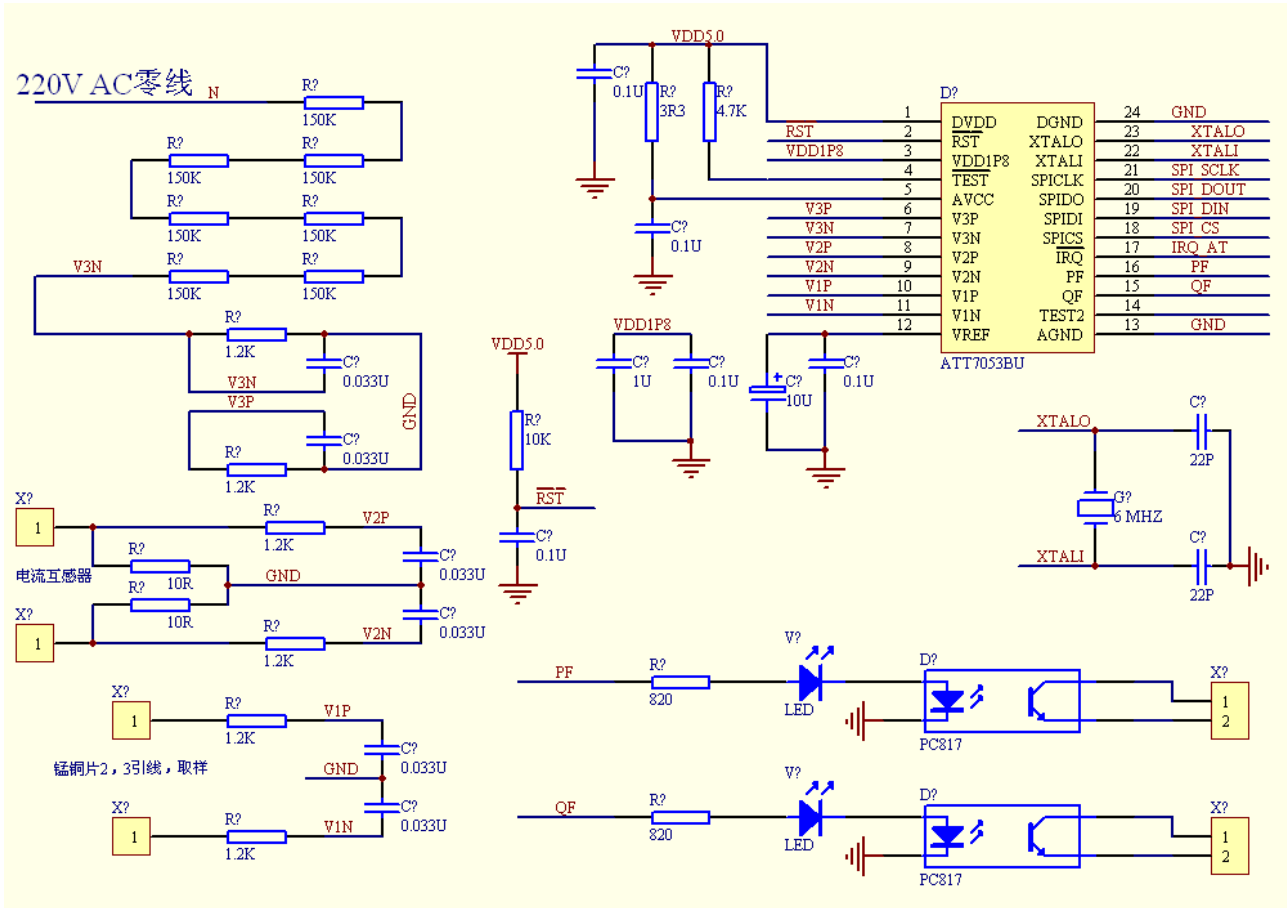 220V AC零线
N
R?
150K
R?
150K
R?
150K
R?
150K
R?
150K
V3N
R?
150K
R?
150K
R?
1.2K
C?
0.033U
V3N
V3P
GND
C?
0.033U
R?
1.2K
X?
1
R?
1.2K
V2P
C?
0.033U
R?
10R
电流互感器
GND
R?
10R
C?
0.033U
X?
1
R?
1.2K
V2N
X?
1
R?
1.2K
V1P
C?
0.033U
锰铜片2，3引线，取样
GND
C?
0.033U
X?
1
R?
1.2K
V1N
VDD5.0
C?
0.1U
R?
3R3
R?
4.7K
C?
0.1U
RST
VDD1P8
V3P
V3N
V2P
V2N
V1P
V1N
D?
1 DVDD DGND 24 GND
2 RST XTALO 23 XTALO
3 VDD1P8 XTALI 22 XTALI
4 TEST SPICLK 21 SPI SCLK
5 AVCC SPIDO 20 SPI DOUT
6 V3P SPIDI 19 SPI DIN
7 V3N SPICS 18 SPI CS
8 V2P IRQ 17 IRQ AT
9 V2N PF 16 PF
10 V1P QF 15 QF
11 V1N TEST2 14
12 VREF AGND 13 GND
ATT7053BU
VDD1P8
C?
1U
C?
0.1U
C?
10U
C?
0.1U
VDD5.0
R?
10K
RST
C?
0.1U
XTALO
C?
22P
G?
6 MHZ
XTALI
C?
22P
PF
R?
820
V?
LED
D?
PC817
X?
1
2
QF
R?
820
V?
LED
D?
PC817
X?
1
2